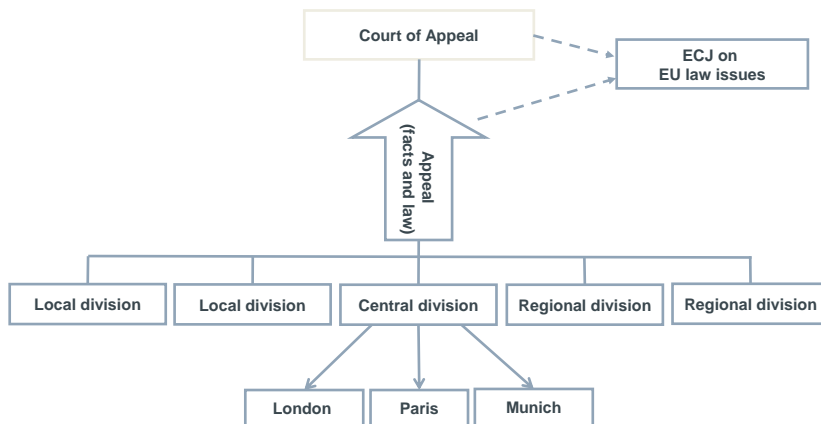 Court of Appeal
ECJ on
EU law issues
Appeal
(facts and law)
Local division
Local division
Central division
Regional division
Regional division
London
Paris
Munich